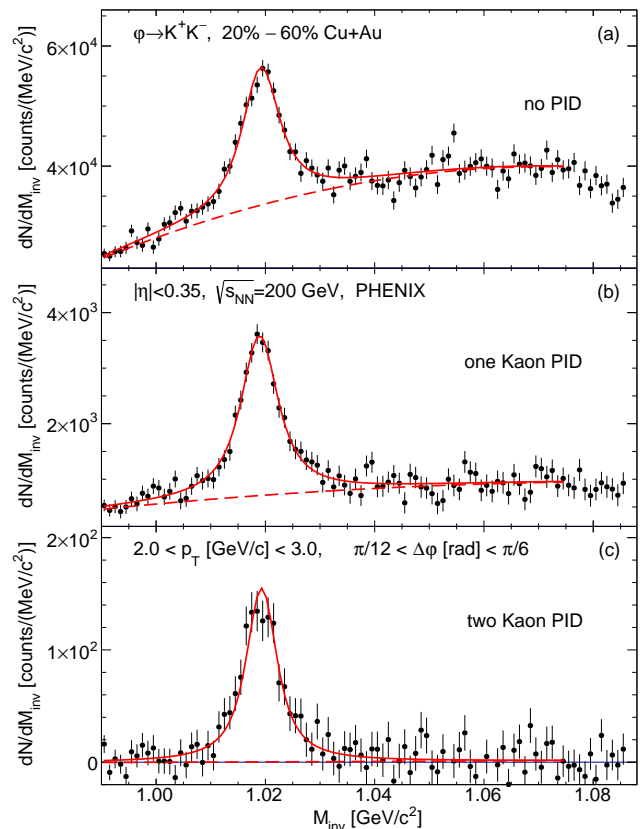 φ→K⁺K⁻, 20% – 60% Cu+Au
(a)
no PID
dN/dM_inv [counts/(MeV/c²)]
6×10⁴
4×10⁴
|η|<0.35, √s_NN=200 GeV, PHENIX
(b)
one Kaon PID
dN/dM_inv [counts/(MeV/c²)]
4×10³
2×10³
2.0 < p_T [GeV/c] < 3.0, π/12 < Δφ [rad] < π/6
(c)
two Kaon PID
dN/dM_inv [counts/(MeV/c²)]
2×10²
1×10²
0
1.00 1.02 1.04 1.06 1.08
M_inv [GeV/c²]